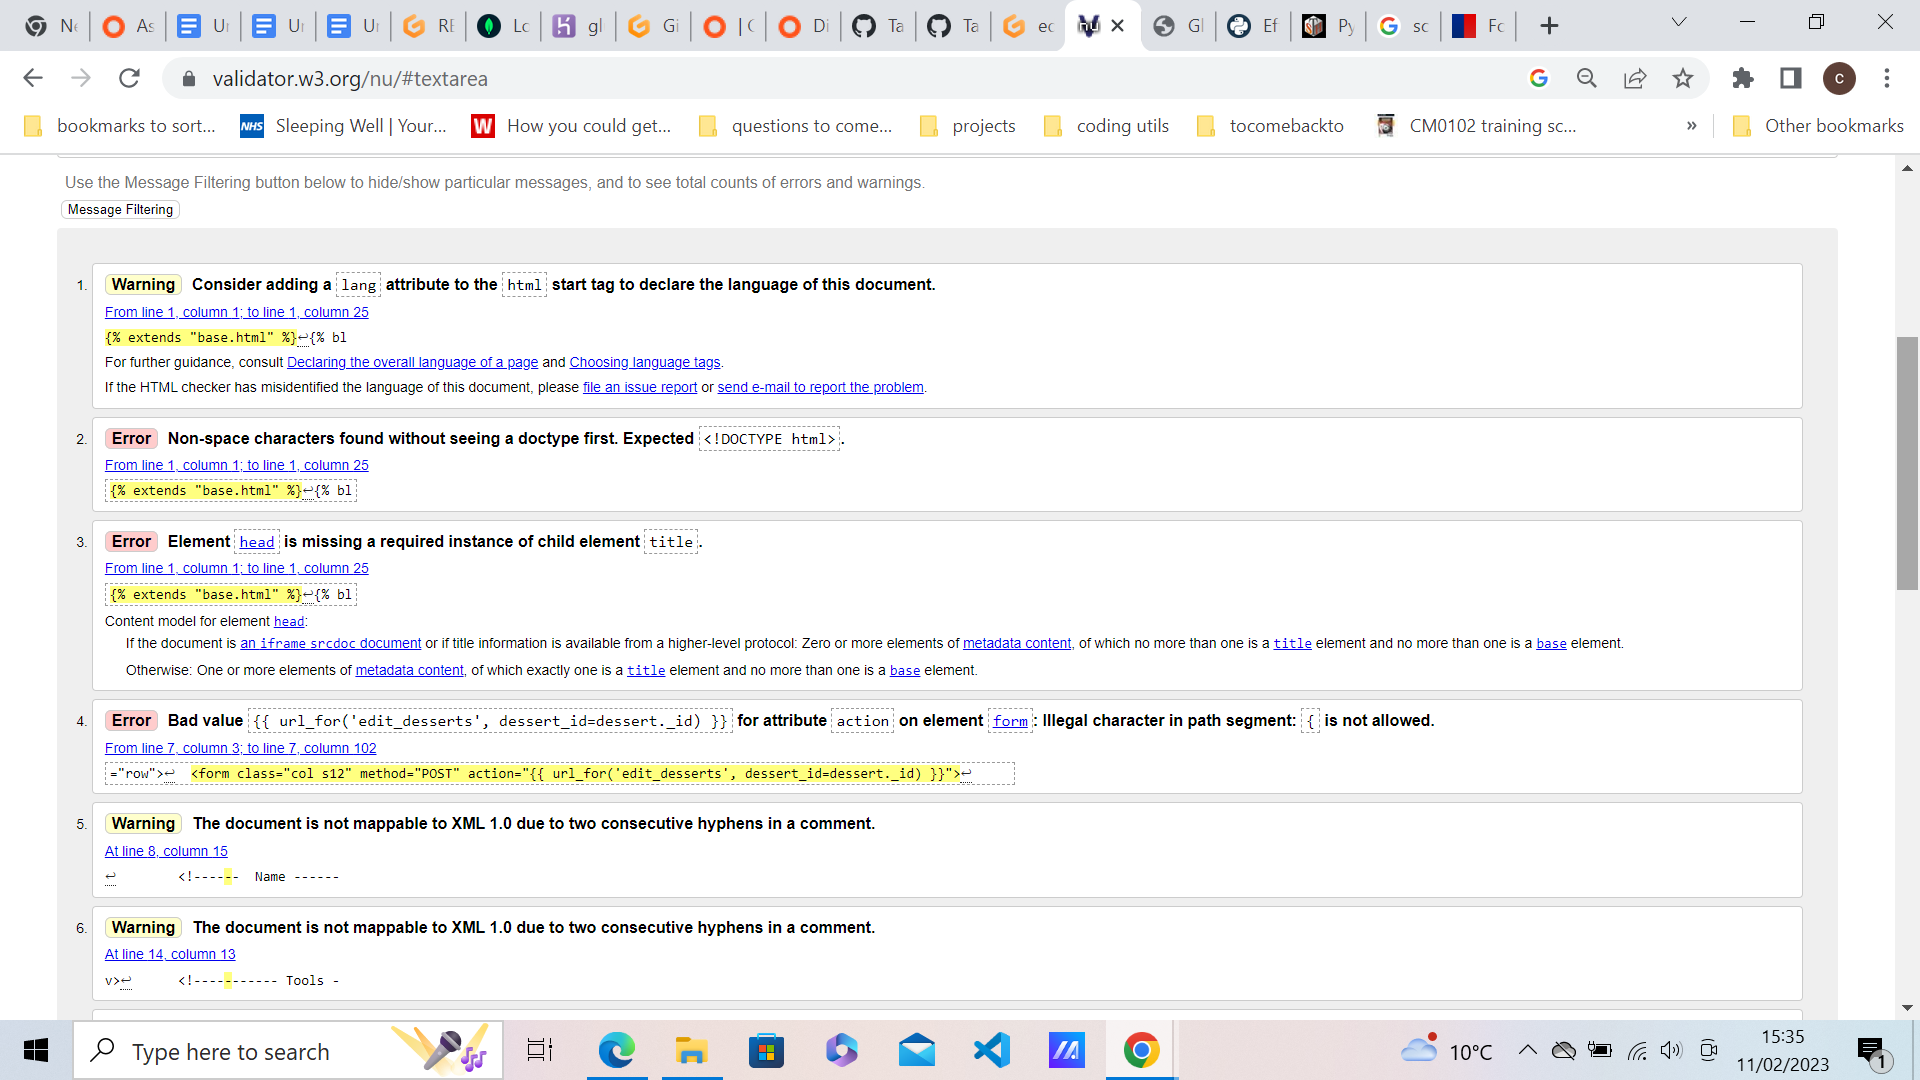 Ne
As
Ur
Ur
Ur
RE
Lo
gl
Gi
| C
Di
Ta
Ta
ec
Gl
Ef
Py
sc
Fc
validator.w3.org/nu/#textarea
c
bookmarks to sort...
NHS
Sleeping Well | Your...
W
How you could get...
questions to come...
projects
coding utils
tocomebackto
CM0102 training sc...
»
Other bookmarks
Use the Message Filtering button below to hide/show particular messages, and to see total counts of errors and warnings.
Message Filtering
1. Warning Consider adding a lang attribute to the html start tag to declare the language of this document.
From line 1, column 1; to line 1, column 25
{% extends "base.html" %}↩{% bl
For further guidance, consult Declaring the overall language of a page and Choosing language tags.
If the HTML checker has misidentified the language of this document, please file an issue report or send e-mail to report the problem.
2. Error Non-space characters found without seeing a doctype first. Expected <!DOCTYPE html>.
From line 1, column 1; to line 1, column 25
{% extends "base.html" %}↩{% bl
3. Error Element head is missing a required instance of child element title.
From line 1, column 1; to line 1, column 25
{% extends "base.html" %}↩{% bl
Content model for element head:
If the document is an iframe srcdoc document or if title information is available from a higher-level protocol: Zero or more elements of metadata content, of which no more than one is a title element and no more than one is a base element.
Otherwise: One or more elements of metadata content, of which exactly one is a title element and no more than one is a base element.
4. Error Bad value {{ url_for('edit_desserts', dessert_id=dessert._id) }} for attribute action on element form: Illegal character in path segment: { is not allowed.
From line 7, column 3; to line 7, column 102
="row">↩ <form class="col s12" method="POST" action="{{ url_for('edit_desserts', dessert_id=dessert._id) }}">↩
5. Warning The document is not mappable to XML 1.0 due to two consecutive hyphens in a comment.
At line 8, column 15
↩ <!------ Name ------
6. Warning The document is not mappable to XML 1.0 due to two consecutive hyphens in a comment.
At line 14, column 13
v>↩ <!----------- Tools -
Type here to search
10°C
15:35
11/02/2023
1